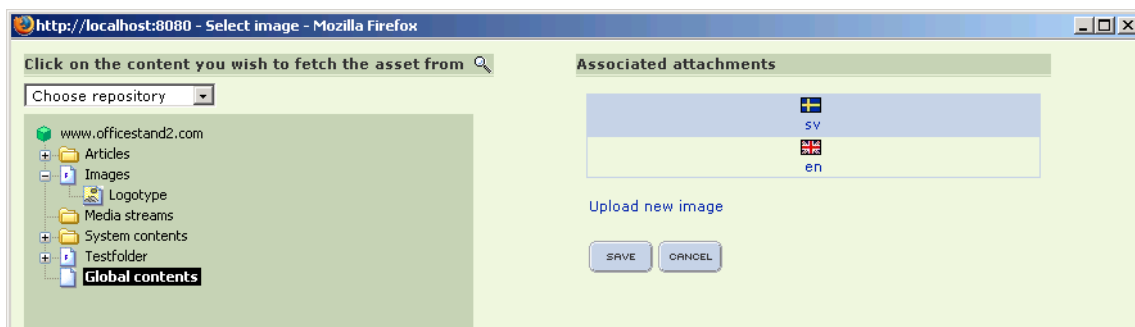 http://localhost:8080 - Select image - Mozilla Firefox
Click on the content you wish to fetch the asset from
Choose repository
www.officestand2.com
Articles
Images
Logotype
Media streams
System contents
Testfolder
Global contents
Associated attachments
sv
en
Upload new image
SAVE CANCEL